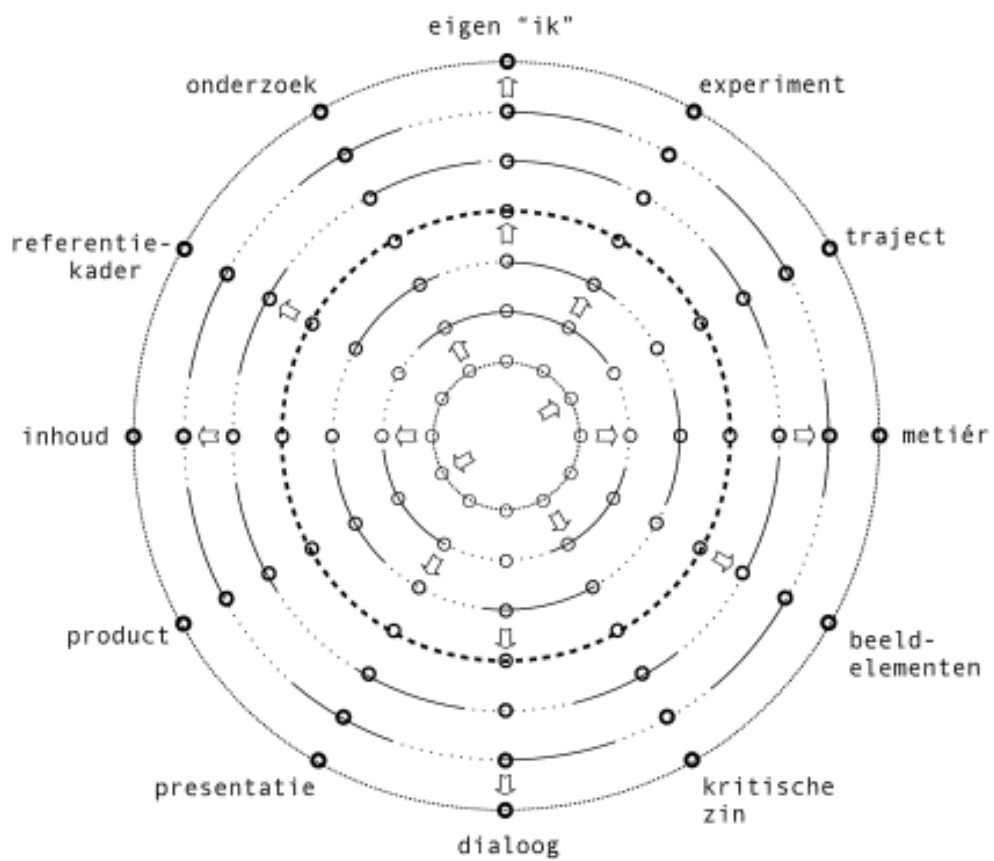 eigen “ik”
experiment
traject
metiér
beeld-
elementen
kritische
zin
dialoog
presentatie
product
inhoud
referentie-
kader
onderzoek